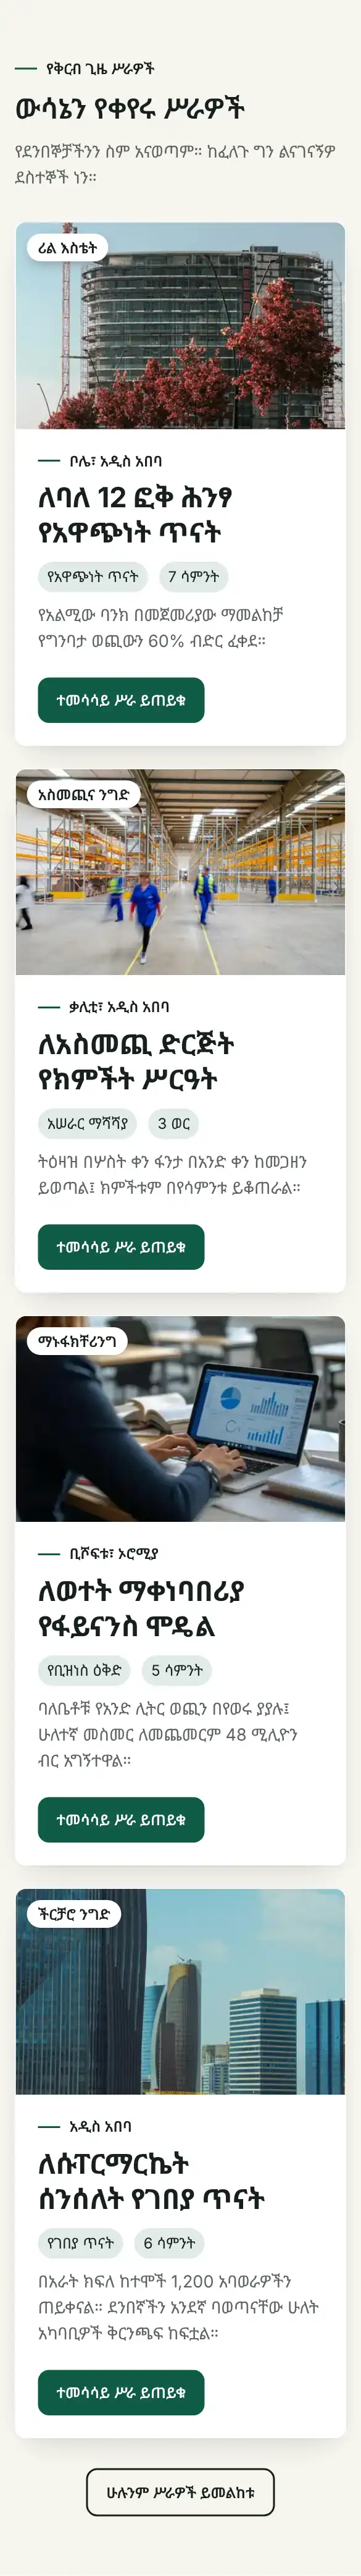 የቅርብ ጊዜ ሥራዎች
ውሳኔን የቀየሩ ሥራዎች
የደንበኞቻችንን ስም አናወጣም። ከፈለጉ ግን ልናገናኝዎ
ደስተኞች ነን።
ሪል እስቴት
ቦሌ፣ አዲስ አበባ
ለባለ 12 ፎቅ ሕንፃ
የአዋጭነት ጥናት
የአዋጭነት ጥናት
7 ሳምንት
የአልሚው ባንክ በመጀመሪያው ማመልከቻ
የግንባታ ወጪውን 60% ብድር ፈቀደ።
ተመሳሳይ ሥራ ይጠይቁ
አስመጪና ንግድ
ቃሊቲ፣ አዲስ አበባ
ለአስመጪ ድርጅት
የክምችት ሥርዓት
አሠራር ማሻሻያ
3 ወር
ትዕዛዝ በሦስት ቀን ፋንታ በአንድ ቀን ከመጋዘን
ይወጣል፤ ክምችቱም በየሳምንቱ ይቆጠራል።
ተመሳሳይ ሥራ ይጠይቁ
ማኑፋክቸሪንግ
ቢሾፍቱ፣ ኦሮሚያ
ለወተት ማቀነባበሪያ
የፋይናንስ ሞዴል
የቢዝነስ ዕቅድ
5 ሳምንት
ባለቤቶቹ የአንድ ሊትር ወጪን በየወሩ ያያሉ፤
ሁለተኛ መስመር ለመጨመርም 48 ሚሊዮን
ብር አግኝተዋል።
ተመሳሳይ ሥራ ይጠይቁ
ችርቻሮ ንግድ
አዲስ አበባ
ለሱፐርማርኬት
ሰንሰለት የገበያ ጥናት
የገበያ ጥናት
6 ሳምንት
በአራት ክፍለ ከተሞች 1,200 አባወራዎችን
ጠይቀናል። ደንበኛችን አንደኛ ባወጣናቸው ሁለት
አካባቢዎች ቅርንጫፍ ከፍቷል።
ተመሳሳይ ሥራ ይጠይቁ
ሁሉንም ሥራዎች ይመልከቱ